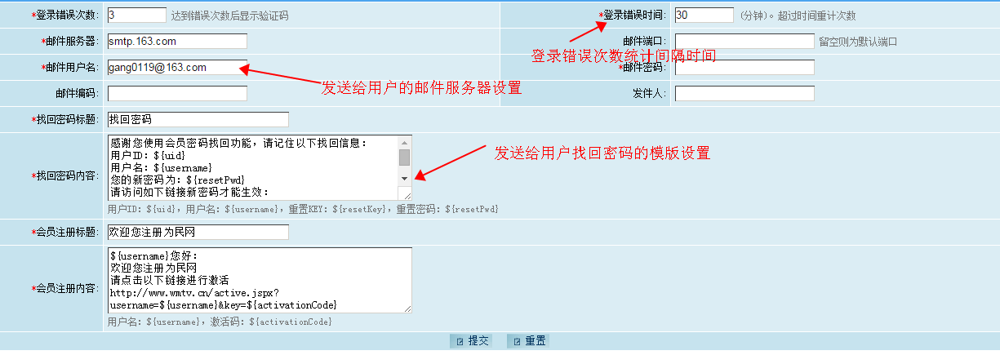 *登录错误次数: 3 达到错误次数后显示验证码 *登录错误时间: 30 (分钟)。超过时间重计次数
*邮件服务器: smtp.163.com 邮件端口: 留空则为默认端口
登录错误次数统计间隔时间
*邮件用户名: gang0119@163.com *邮件密码:
发送给用户的邮件服务器设置
邮件编码: 发件人:
*找回密码标题: 找回密码
*找回密码内容:
感谢您使用会员密码找回功能，请记住以下找回信息：
用户ID：${uid}
用户名：${username}
您的新密码为：${resetPwd}
请访问如下链接新密码才能生效：
发送给用户找回密码的模版设置
用户ID：${uid}，用户名：${username}，重置KEY：${resetKey}，重置密码：${resetPwd}
*会员注册标题: 欢迎您注册为民网
*会员注册内容:
${username}您好：
欢迎您注册为民网
请点击以下链接进行激活
http://www.wmtv.cn/active.jspx?
username=${username}&key=${activationCode}
用户名：${username}，激活码：${activationCode}
提交 重置